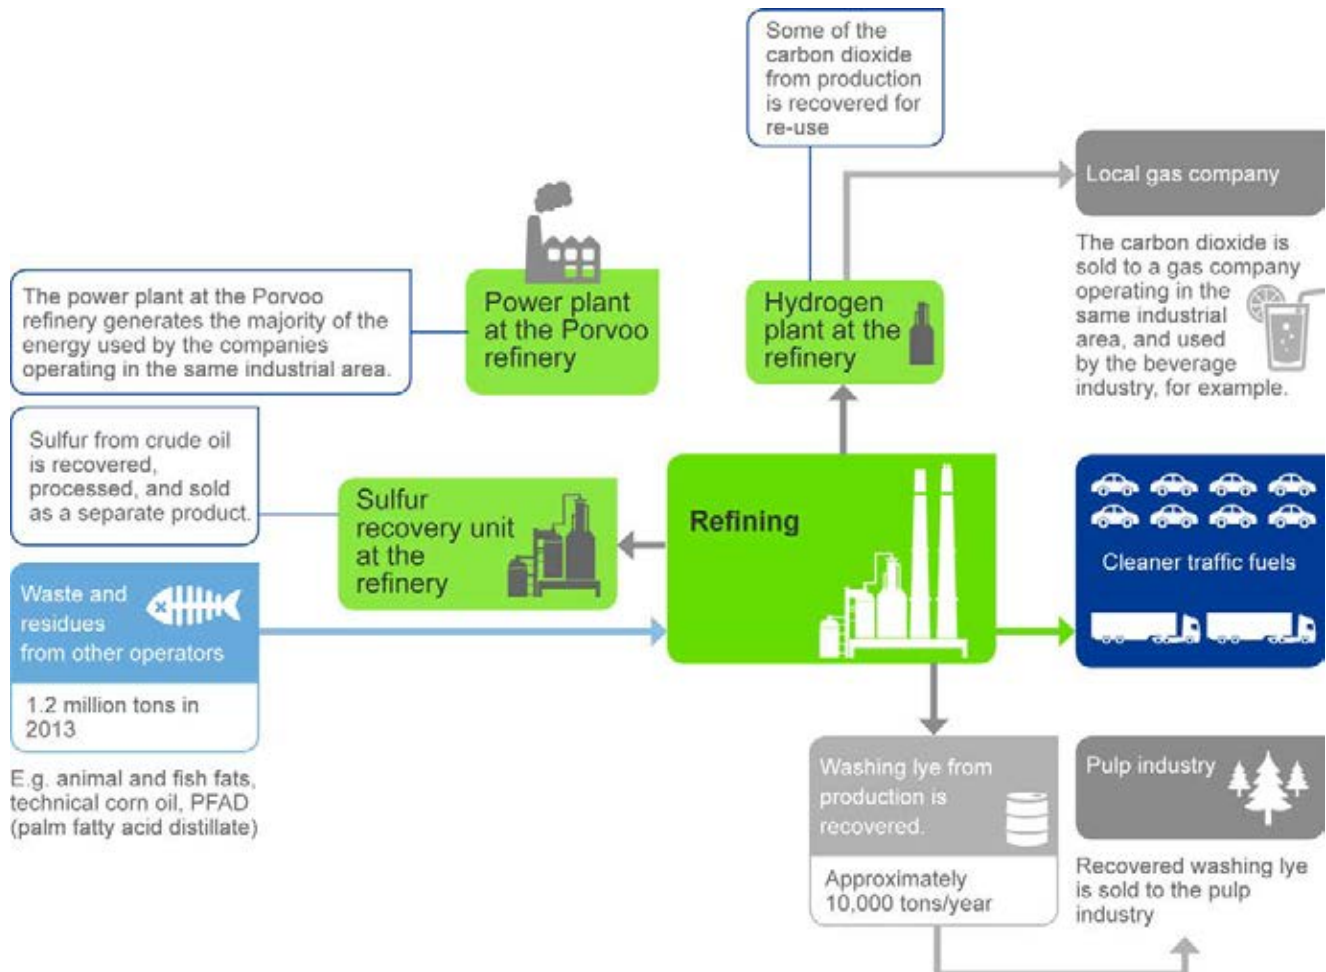 Some of the
carbon dioxide
from production
is recovered for
re-use
Local gas company
The carbon dioxide is
sold to a gas company
operating in the
same industrial
area, and used
by the beverage
industry, for example.
The power plant at the Porvoo
refinery generates the majority of the
energy used by the companies
operating in the same industrial area.
Power plant
at the Porvoo
refinery
Hydrogen
plant at the
refinery
Sulfur from crude oil
is recovered,
processed, and sold
as a separate product.
Sulfur
recovery unit
at the
refinery
Refining
Cleaner traffic fuels
Waste and
residues
from other operators
1.2 million tons in
2013
E.g. animal and fish fats,
technical corn oil, PFAD
(palm fatty acid distillate)
Washing lye from
production is
recovered.
Approximately
10,000 tons/year
Pulp industry
Recovered washing lye
is sold to the pulp
industry